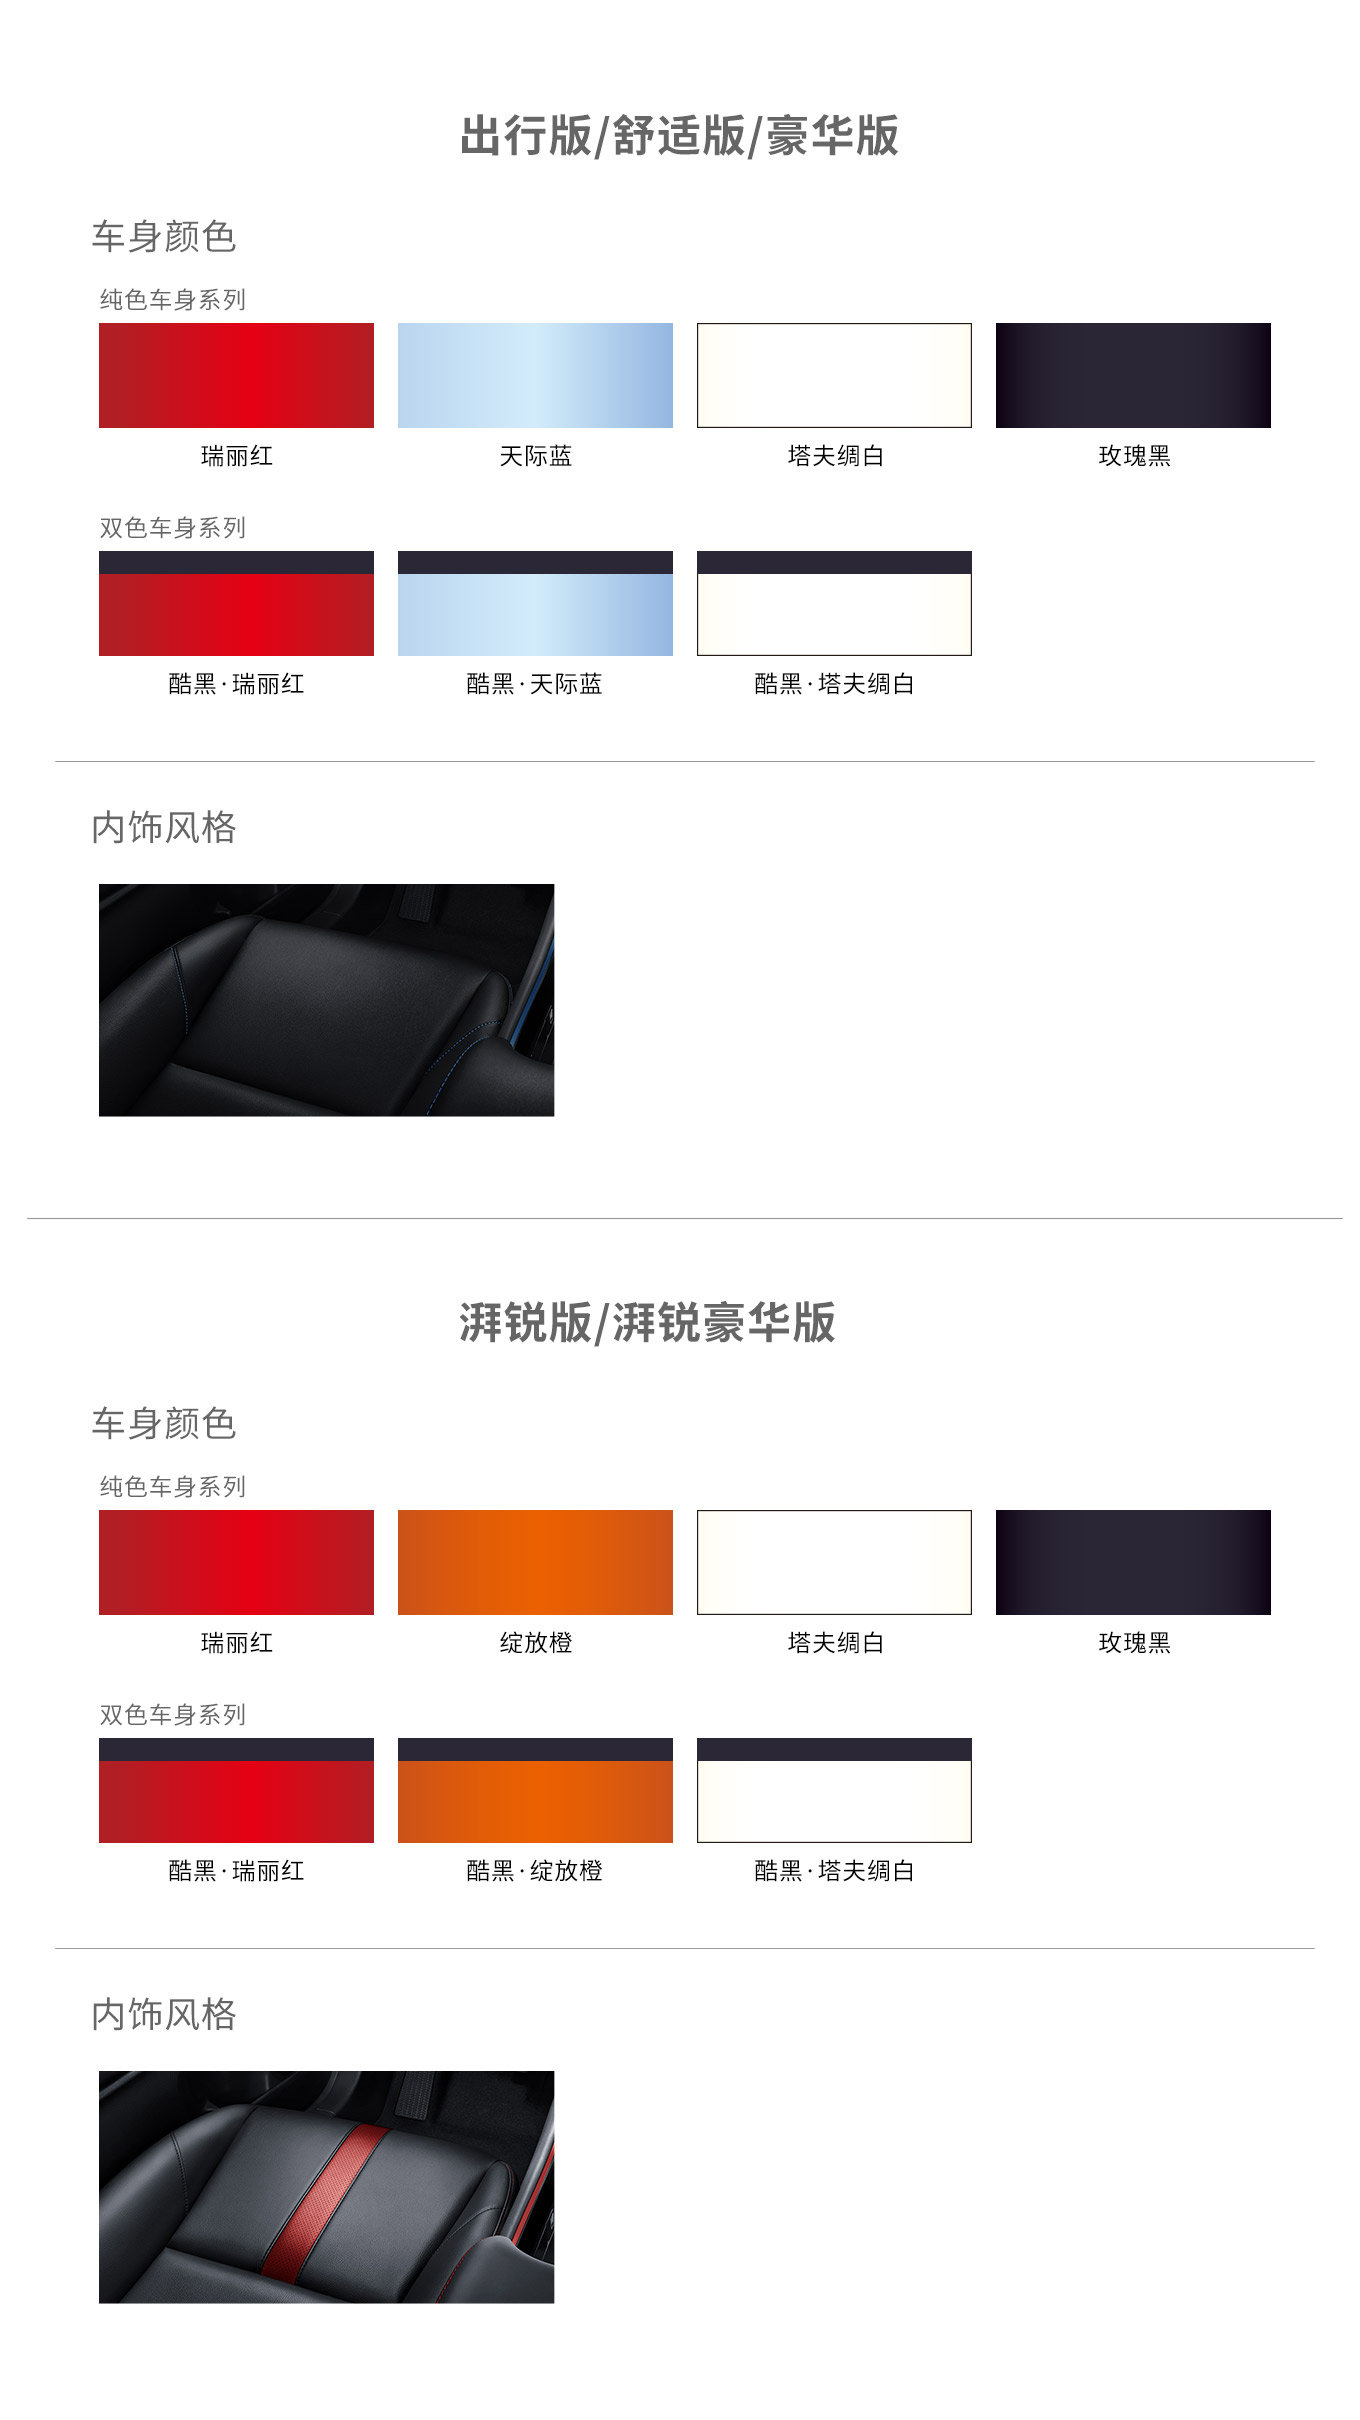 出行版/舒适版/豪华版
车身颜色
纯色车身系列
瑞丽红 天际蓝 塔夫绸白 玫瑰黑
双色车身系列
酷黑·瑞丽红 酷黑·天际蓝 酷黑·塔夫绸白
内饰风格
湃锐版/湃锐豪华版
车身颜色
纯色车身系列
瑞丽红 绽放橙 塔夫绸白 玫瑰黑
双色车身系列
酷黑·瑞丽红 酷黑·绽放橙 酷黑·塔夫绸白
内饰风格